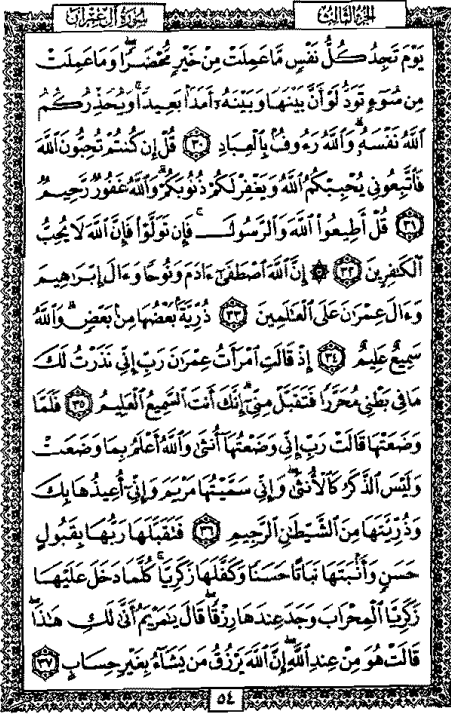 الجزء الثالث
سورة آل عمران
يَوْمَ تَجِدُ كُلُّ نَفْسٍ مَّا عَمِلَتْ مِنْ خَيْرٍ مُّحْضَرًا وَمَا عَمِلَتْ
مِن سُوٓءٍ تَوَدُّ لَوْ أَنَّ بَيْنَهَا وَبَيْنَهُۥٓ أَمَدًۢا بَعِيدًا ۗ وَيُحَذِّرُكُمُ
ٱللَّهُ نَفْسَهُۥ ۗ وَٱللَّهُ رَءُوفٌۢ بِٱلْعِبَادِ ٣٠ قُلْ إِن كُنتُمْ تُحِبُّونَ ٱللَّهَ
فَٱتَّبِعُونِى يُحْبِبْكُمُ ٱللَّهُ وَيَغْفِرْ لَكُمْ ذُنُوبَكُمْ ۗ وَٱللَّهُ غَفُورٌ رَّحِيمٌ
٣١ قُلْ أَطِيعُوا۟ ٱللَّهَ وَٱلرَّسُولَ ۖ فَإِن تَوَلَّوْا۟ فَإِنَّ ٱللَّهَ لَا يُحِبُّ
ٱلْكَٰفِرِينَ ٣٢ ۞ إِنَّ ٱللَّهَ ٱصْطَفَىٰٓ ءَادَمَ وَنُوحًا وَءَالَ إِبْرَٰهِيمَ
وَءَالَ عِمْرَٰنَ عَلَى ٱلْعَٰلَمِينَ ٣٣ ذُرِّيَّةًۢ بَعْضُهَا مِنۢ بَعْضٍ ۗ وَٱللَّهُ
سَمِيعٌ عَلِيمٌ ٣٤ إِذْ قَالَتِ ٱمْرَأَتُ عِمْرَٰنَ رَبِّ إِنِّى نَذَرْتُ لَكَ
مَا فِى بَطْنِى مُحَرَّرًا فَتَقَبَّلْ مِنِّىٓ ۖ إِنَّكَ أَنتَ ٱلسَّمِيعُ ٱلْعَلِيمُ ٣٥ فَلَمَّا
وَضَعَتْهَا قَالَتْ رَبِّ إِنِّى وَضَعْتُهَآ أُنثَىٰ وَٱللَّهُ أَعْلَمُ بِمَا وَضَعَتْ
وَلَيْسَ ٱلذَّكَرُ كَٱلْأُنثَىٰ ۖ وَإِنِّى سَمَّيْتُهَا مَرْيَمَ وَإِنِّىٓ أُعِيذُهَا بِكَ
وَذُرِّيَّتَهَا مِنَ ٱلشَّيْطَٰنِ ٱلرَّجِيمِ ٣٦ فَتَقَبَّلَهَا رَبُّهَا بِقَبُولٍ
حَسَنٍ وَأَنۢبَتَهَا نَبَاتًا حَسَنًا وَكَفَّلَهَا زَكَرِيَّا ۖ كُلَّمَا دَخَلَ عَلَيْهَا
زَكَرِيَّا ٱلْمِحْرَابَ وَجَدَ عِندَهَا رِزْقًا ۖ قَالَ يَٰمَرْيَمُ أَنَّىٰ لَكِ هَٰذَا ۖ
قَالَتْ هُوَ مِنْ عِندِ ٱللَّهِ ۖ إِنَّ ٱللَّهَ يَرْزُقُ مَن يَشَآءُ بِغَيْرِ حِسَابٍ ٣٧
٥٤